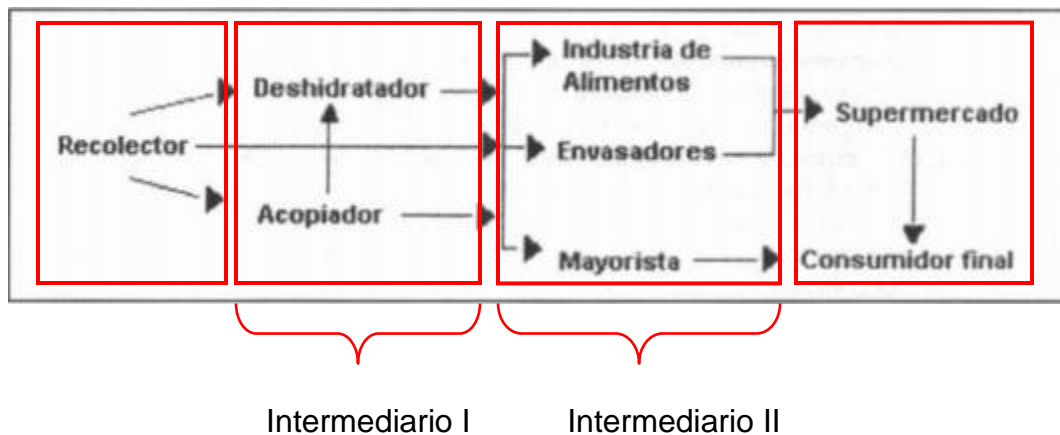 Recolector
Deshidratador
Acopiador
Industria de
Alimentos
Envasadores
Mayorista
Supermercado
Consumidor final
Intermediario I
Intermediario II